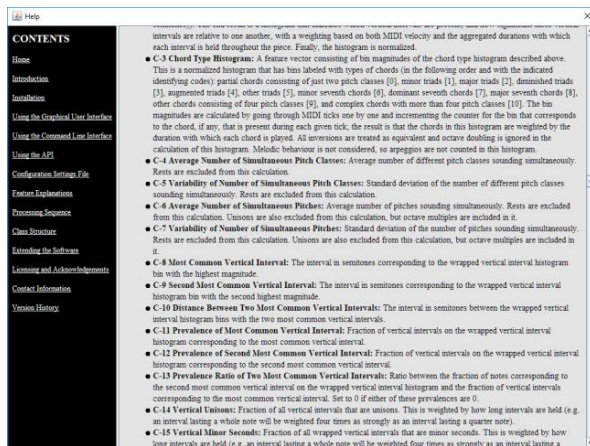 Help
CONTENTS
Home
Introduction
Installation
Using the Graphical User Interface
Using the Command Line Interface
Using the API
Configuration Settings File
Feature Explanations
Processing Sequence
Class Structure
Extending the Software
Licensing and Acknowledgements
Contact Information
Version History
intervals are relative to one another, with a weighting based on both MIDI velocity and the aggregated durations with which
each interval is held throughout the piece. Finally, the histogram is normalized.
● C-3 Chord Type Histogram: A feature vector consisting of bin magnitudes of the chord type histogram described above.
This is a normalized histogram that has bins labeled with types of chords (in the following order and with the indicated
identifying codes): partial chords consisting of just two pitch classes [0], minor triads [1], major triads [2], diminished triads
[3], augmented triads [4], other triads [5], minor seventh chords [6], dominant seventh chords [7], major seventh chords [8],
other chords consisting of four pitch classes [9], and complex chords with more than four pitch classes [10]. The bin
magnitudes are calculated by going through MIDI ticks one by one and incrementing the counter for the bin that corresponds
to the chord, if any, that is present during each given tick; the result is that the chords in this histogram are weighted by the
duration with which each chord is played. All inversions are treated as equivalent and octave doubling is ignored in the
calculation of this histogram. Melodic behaviour is not considered, so arpeggios are not counted in this histogram.
● C-4 Average Number of Simultaneous Pitch Classes: Average number of different pitch classes sounding simultaneously.
Rests are excluded from this calculation.
● C-5 Variability of Number of Simultaneous Pitch Classes: Standard deviation of the number of different pitch classes
sounding simultaneously. Rests are excluded from this calculation.
● C-6 Average Number of Simultaneous Pitches: Average number of pitches sounding simultaneously. Rests are excluded
from this calculation. Unisons are also excluded from this calculation, but octave multiples are included in it.
● C-7 Variability of Number of Simultaneous Pitches: Standard deviation of the number of pitches sounding simultaneously.
Rests are excluded from this calculation. Unisons are also excluded from this calculation, but octave multiples are included in
it.
● C-8 Most Common Vertical Interval: The interval in semitones corresponding to the wrapped vertical interval histogram
bin with the highest magnitude.
● C-9 Second Most Common Vertical Interval: The interval in semitones corresponding to the wrapped vertical interval
histogram bin with the second highest magnitude.
● C-10 Distance Between Two Most Common Vertical Intervals: The interval in semitones between the wrapped vertical
interval histogram bins with the two most common vertical intervals.
● C-11 Prevalence of Most Common Vertical Interval: Fraction of vertical intervals on the wrapped vertical interval
histogram corresponding to the most common vertical interval.
● C-12 Prevalence of Second Most Common Vertical Interval: Fraction of vertical intervals on the wrapped vertical interval
histogram corresponding to the second most common vertical interval.
● C-13 Prevalence Ratio of Two Most Common Vertical Intervals: Ratio between the fraction of notes corresponding to
the second most common vertical interval on the wrapped vertical interval histogram and the fraction of vertical intervals
corresponding to the most common vertical interval. Set to 0 if either of these prevalences are 0.
● C-14 Vertical Unisons: Fraction of all vertical intervals that are unisons. This is weighted by how long intervals are held (e.g.
an interval lasting a whole note will be weighted four times as strongly as an interval lasting a quarter note).
● C-15 Vertical Minor Seconds: Fraction of all wrapped vertical intervals that are minor seconds. This is weighted by how
long intervals are held (e.g. an interval lasting a whole note will be weighted four times as strongly as an interval lasting a